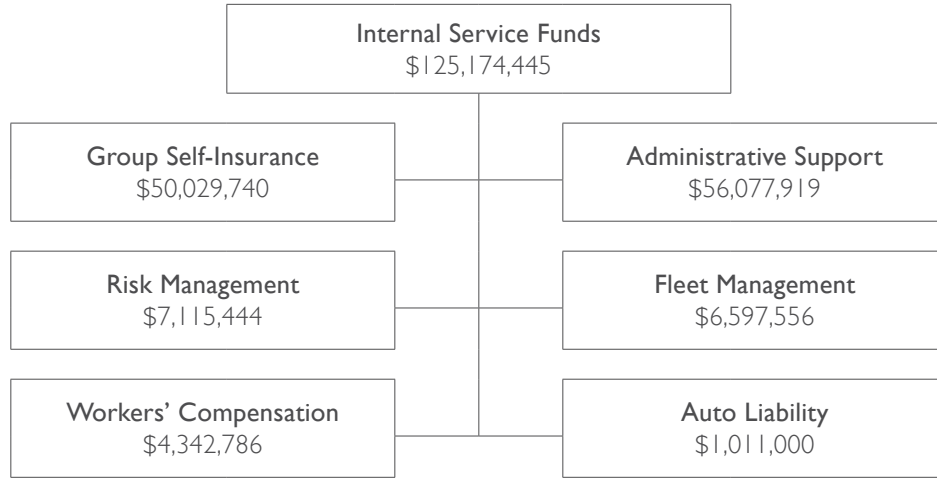 Internal Service Funds
$125,174,445
Group Self-Insurance
$50,029,740
Administrative Support
$56,077,919
Risk Management
$7,115,444
Fleet Management
$6,597,556
Workers’ Compensation
$4,342,786
Auto Liability
$1,011,000